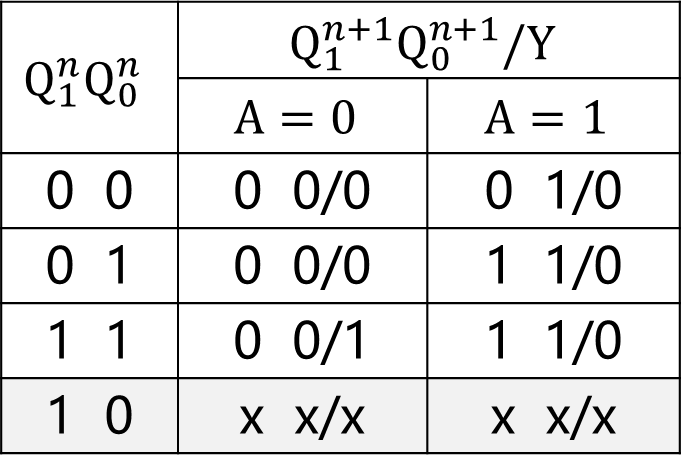 Q₁ⁿQ₀ⁿ Q₁ⁿ⁺¹Q₀ⁿ⁺¹/Y
A = 0 A = 1
0 0 0 0/0 0 1/0
0 1 0 0/0 1 1/0
1 1 0 0/1 1 1/0
1 0 x x/x x x/x